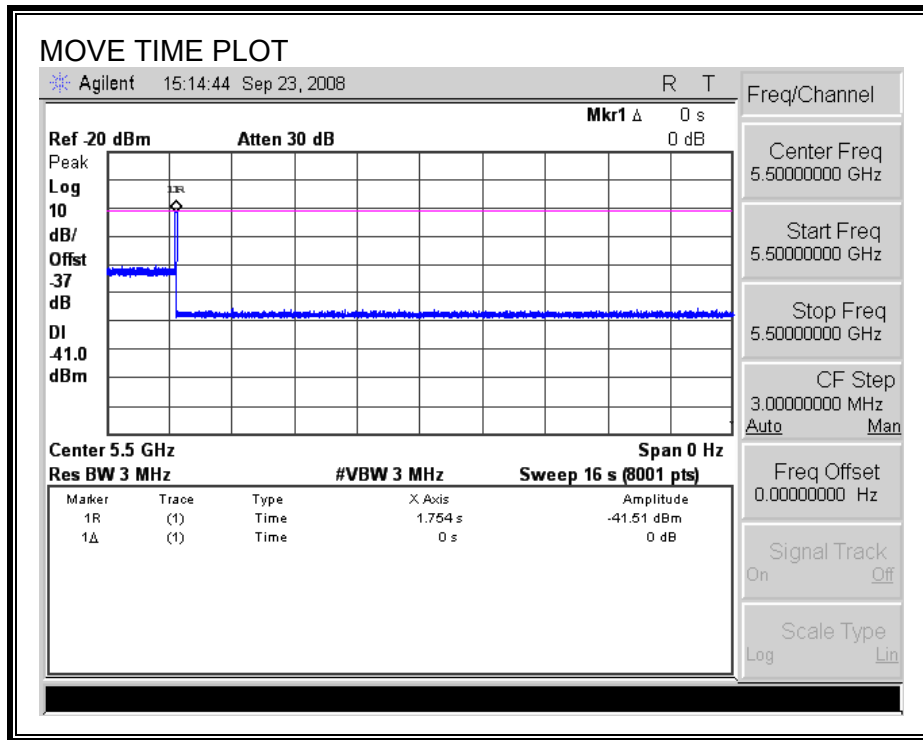 MOVE TIME PLOT
Agilent 15:14:44 Sep 23, 2008 R T
Mkr1 Δ 0 s
Ref -20 dBm Atten 30 dB 0 dB
Peak
Log
10
dB/
Offst
-37
dB
DI
-41.0
dBm
1R
Center 5.5 GHz Span 0 Hz
Res BW 3 MHz #VBW 3 MHz Sweep 16 s (8001 pts)
Marker Trace Type X Axis Amplitude
1R (1) Time 1.754 s -41.51 dBm
1Δ (1) Time 0 s 0 dB
Freq/Channel
Center Freq
5.50000000 GHz
Start Freq
5.50000000 GHz
Stop Freq
5.50000000 GHz
CF Step
3.00000000 MHz
Auto Man
Freq Offset
0.00000000 Hz
Signal Track
On Off
Scale Type
Log Lin